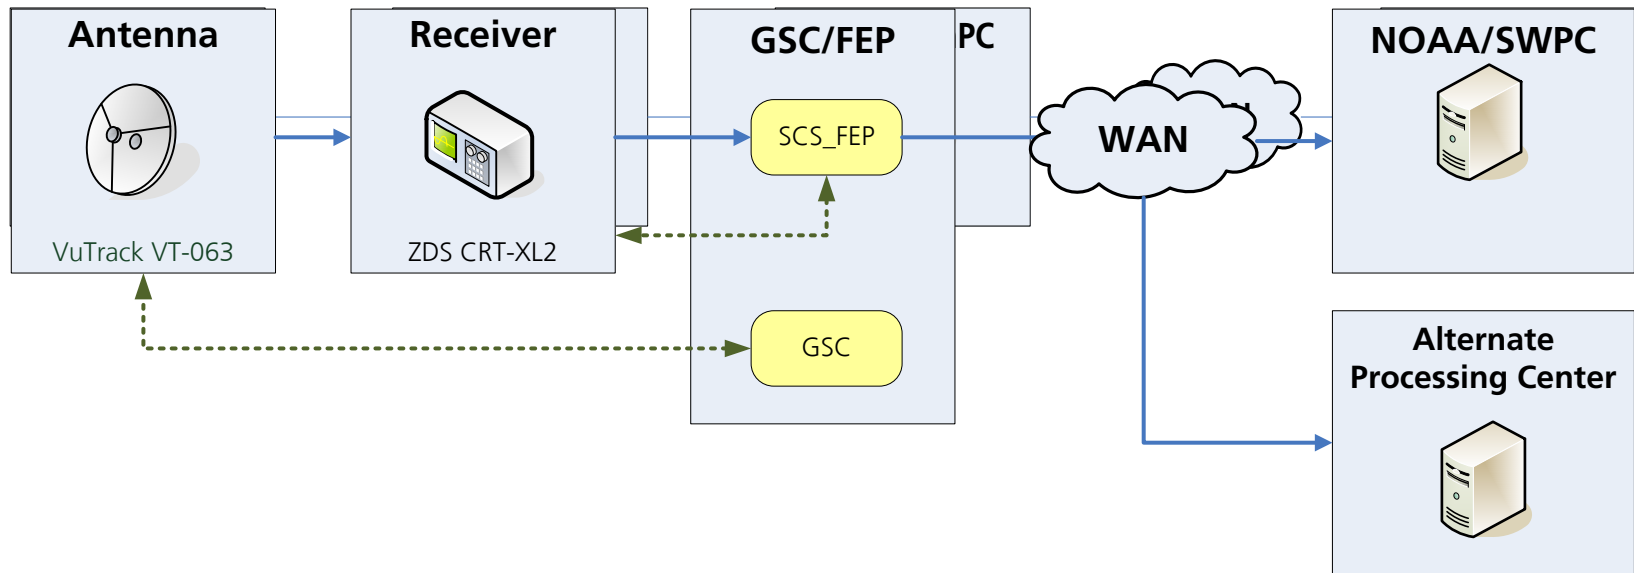 Antenna
Receiver
GSC/FEP
PC
NOAA/SWPC
SCS_FEP
WAN
VuTrack VT-063
ZDS CRT-XL2
GSC
Alternate
Processing Center